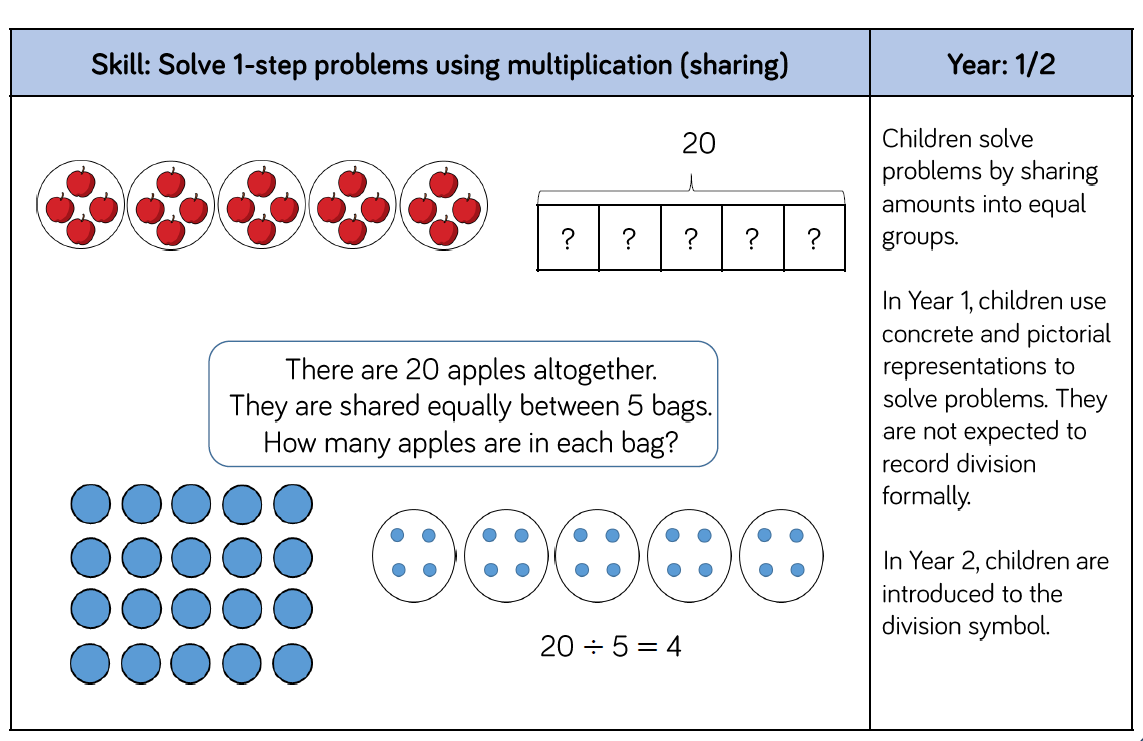 Skill: Solve 1-step problems using multiplication (sharing)
Year: 1/2
20
? ? ? ? ?
There are 20 apples altogether.
They are shared equally between 5 bags.
How many apples are in each bag?
20 ÷ 5 = 4
Children solve
problems by sharing
amounts into equal
groups.
In Year 1, children use
concrete and pictorial
representations to
solve problems. They
are not expected to
record division
formally.
In Year 2, children are
introduced to the
division symbol.